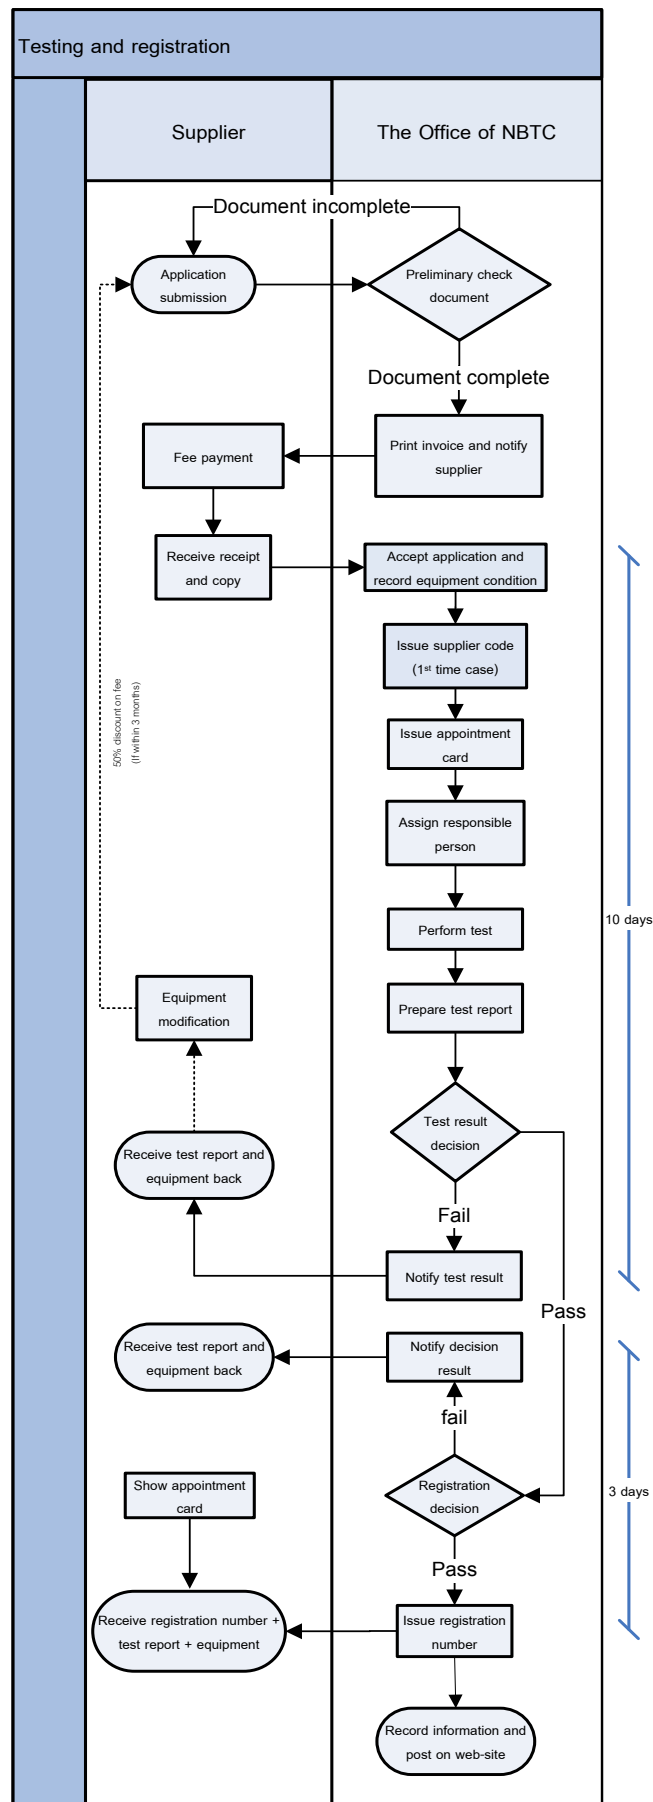 Testing and registration
Supplier
The Office of NBTC
Document incomplete
Application
submission
Preliminary check
document
Document complete
Print invoice and notify
supplier
Fee payment
Receive receipt
and copy
Accept application and
record equipment condition
Issue supplier code
(1st time case)
Issue appointment
card
50% discount on fee
(If within 3 months)
Assign responsible
person
10 days
Perform test
Equipment
modification
Prepare test report
Test result
decision
Receive test report and
equipment back
Fail
Notify test result
Pass
Receive test report and
equipment back
Notify decision
result
fail
Show appointment
card
Registration
decision
3 days
Pass
Receive registration number +
test report + equipment
Issue registration
number
Record information and
post on web-site